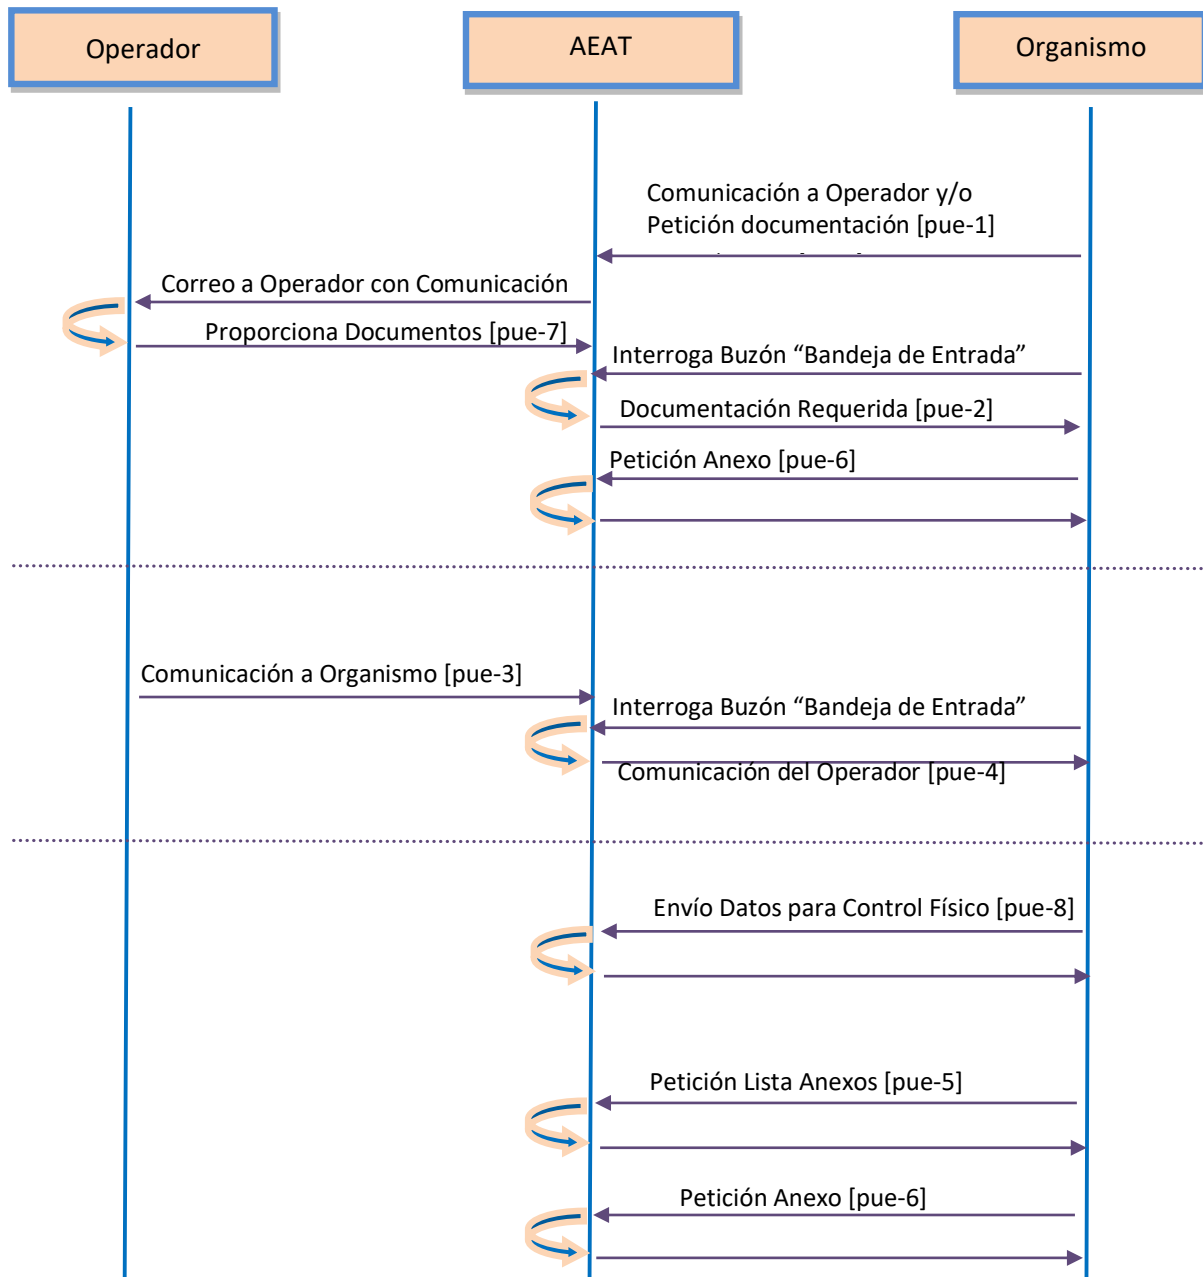 Operador
AEAT
Organismo
Comunicación a Operador y/o
Petición documentación [pue-1]
Correo a Operador con Comunicación
Proporciona Documentos [pue-7]
Interroga Buzón “Bandeja de Entrada”
Documentación Requerida [pue-2]
Petición Anexo [pue-6]
Comunicación a Organismo [pue-3]
Interroga Buzón “Bandeja de Entrada”
Comunicación del Operador [pue-4]
Envío Datos para Control Físico [pue-8]
Petición Lista Anexos [pue-5]
Petición Anexo [pue-6]